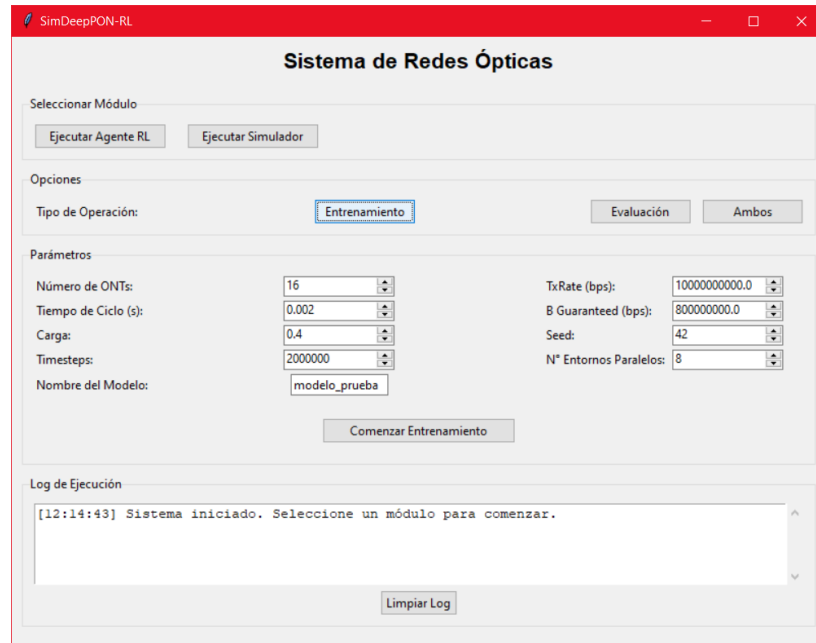 SimDeepPON-RL
Sistema de Redes Ópticas
Seleccionar Módulo
Ejecutar Agente RL Ejecutar Simulador
Opciones
Tipo de Operación: Entrenamiento Evaluación Ambos
Parámetros
Número de ONTs: 16 TxRate (bps): 10000000000.0
Tiempo de Ciclo (s): 0.002 B Guaranteed (bps): 800000000.0
Carga: 0.4 Seed: 42
Timesteps: 2000000 N° Entornos Paralelos: 8
Nombre del Modelo: modelo_prueba
Comenzar Entrenamiento
Log de Ejecución
[12:14:43] Sistema iniciado. Seleccione un módulo para comenzar.
Limpiar Log